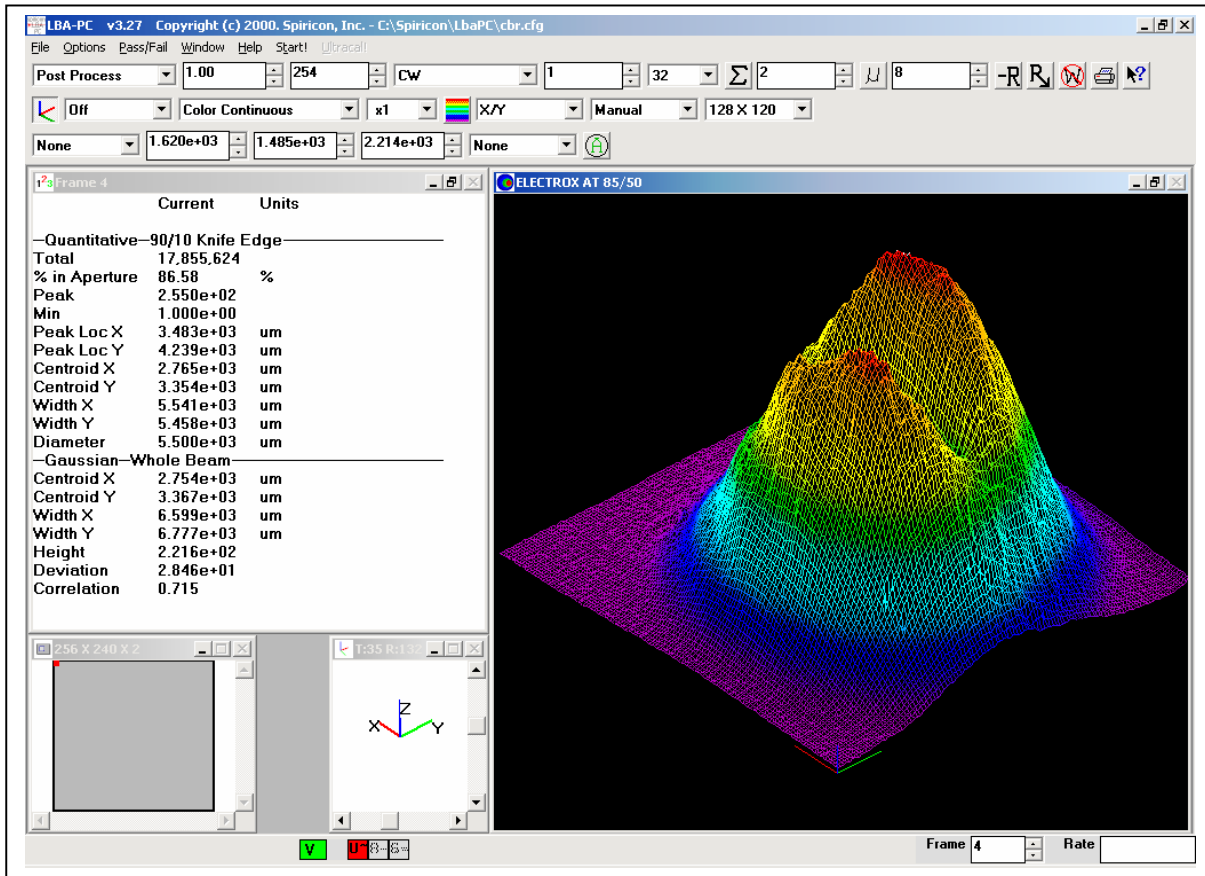 LBA-PC v3.27 Copyright (c) 2000. Spiricon, Inc. - C:\Spiricon\LbaPC\cbr.cfg
File Options Pass/Fail Window Help Start! Ultracal!
Post Process 1.00 254 CW 1 32 Σ 2 μ 8 -R R
Off Color Continuous x1 X/Y Manual 128 X 120
None 1.620e+03 1.485e+03 2.214e+03 None A
123 Frame 4
Current Units
Quantitative-90/10 Knife Edge
Total 17,855,624
% in Aperture 86.58 %
Peak 2.550e+02
Min 1.000e+00
Peak Loc X 3.483e+03 um
Peak Loc Y 4.239e+03 um
Centroid X 2.765e+03 um
Centroid Y 3.354e+03 um
Width X 5.541e+03 um
Width Y 5.458e+03 um
Diameter 5.500e+03 um
Gaussian-Whole Beam
Centroid X 2.754e+03 um
Centroid Y 3.367e+03 um
Width X 6.599e+03 um
Width Y 6.777e+03 um
Height 2.216e+02
Deviation 2.846e+01
Correlation 0.715
ELECTROX AT 85/50
256 X 240 X 2
T:35 R:132
X Z Y
V
Frame 4 Rate